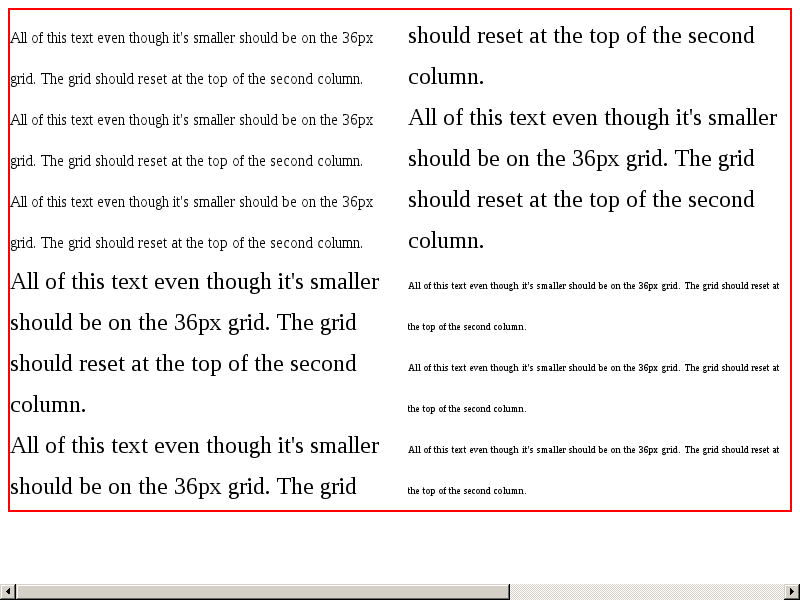 All of this text even though it's smaller should be on the 36px
grid. The grid should reset at the top of the second column.
All of this text even though it's smaller should be on the 36px
grid. The grid should reset at the top of the second column.
All of this text even though it's smaller should be on the 36px
grid. The grid should reset at the top of the second column.
All of this text even though it's smaller
should be on the 36px grid. The grid
should reset at the top of the second
column.
All of this text even though it's smaller
should be on the 36px grid. The grid
should reset at the top of the second
column.
All of this text even though it's smaller
should be on the 36px grid. The grid
should reset at the top of the second
column.
All of this text even though it's smaller should be on the 36px grid. The grid should reset at
the top of the second column.
All of this text even though it's smaller should be on the 36px grid. The grid should reset at
the top of the second column.
All of this text even though it's smaller should be on the 36px grid. The grid should reset at
the top of the second column.